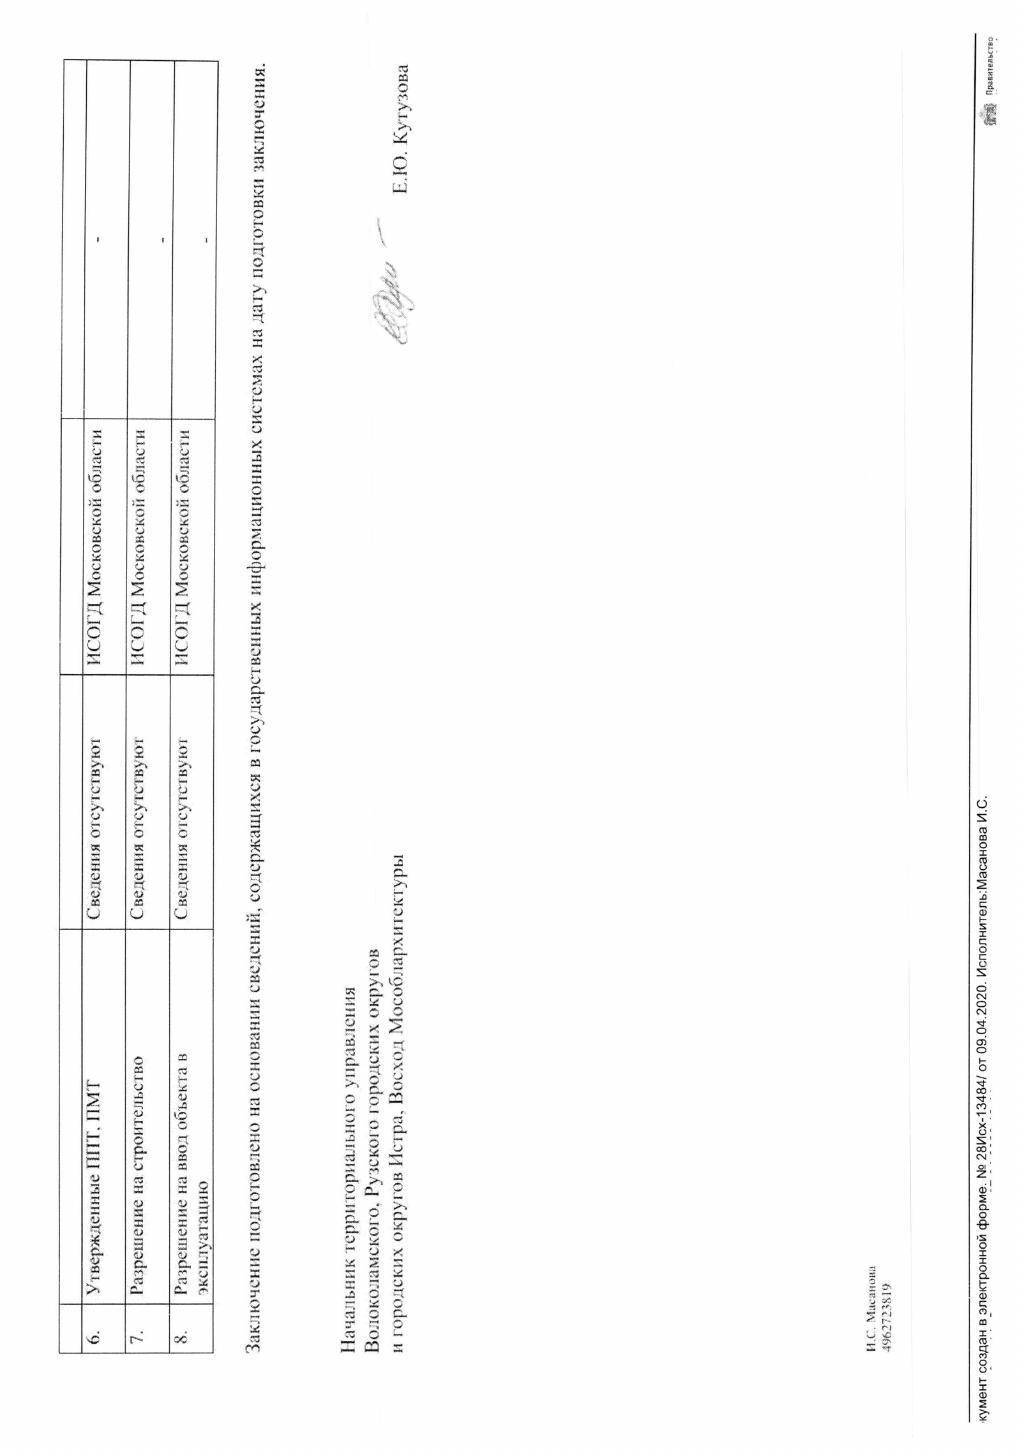 6. Утвержденные ППТ, ПМТ Сведения отсутствуют ИСОГД Московской области -
7. Разрешение на строительство Сведения отсутствуют ИСОГД Московской области -
8. Разрешение на ввод объекта в Сведения отсутствуют ИСОГД Московской области -
эксплуатацию
Заключение подготовлено на основании сведений, содержащихся в государственных информационных системах на дату подготовки заключения.
Начальник территориального управления
Волоколамского, Рузского городских округов
и городских округов Истра, Восход Мособлархитектуры Е.Ю. Кутузова
И.С. Масанова
4962723819
кумент создан в электронной форме. № 28Исх-13484/ от 09.04.2020. Исполнитель:Масанова И.С.
Правительство